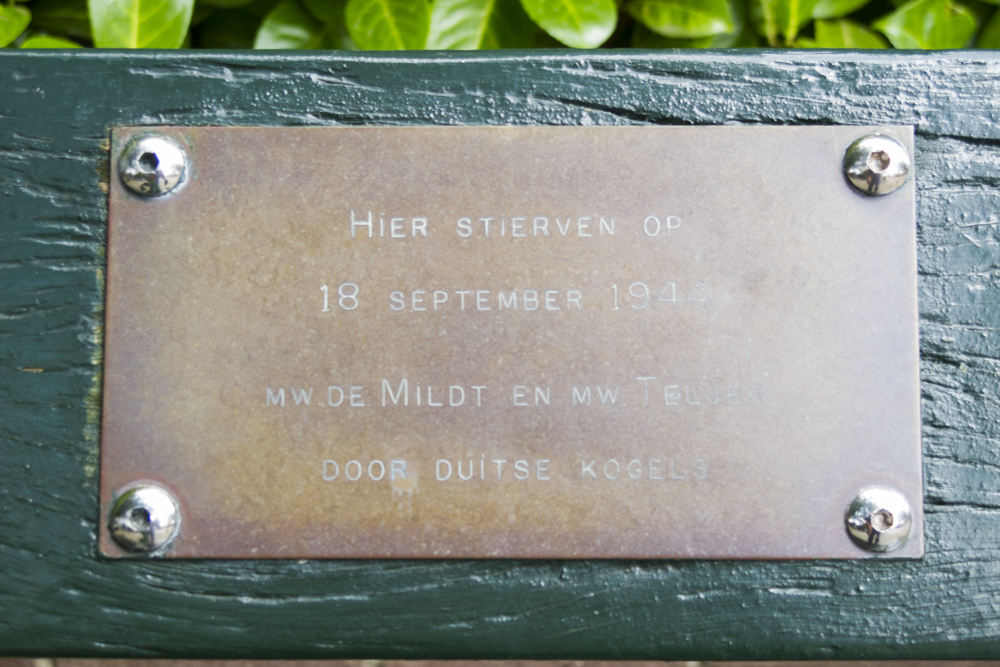 Hier stierven op
18 september 1944
mw.de Mildt en mw Teljer
door duitse kogels